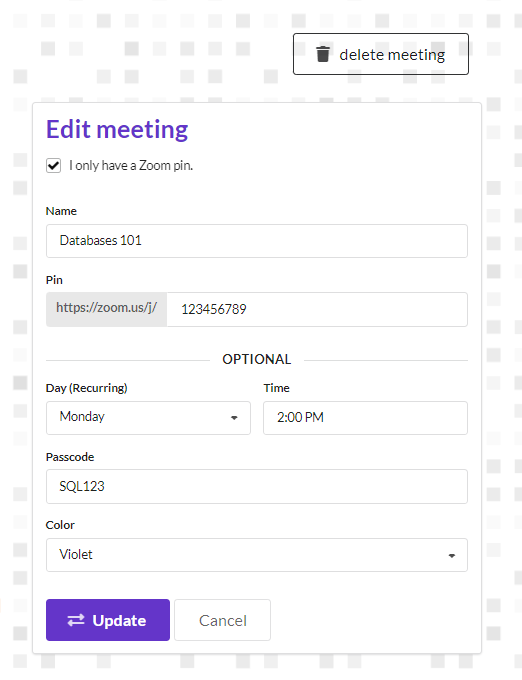 delete meeting
Edit meeting
I only have a Zoom pin.
Name
Databases 101
Pin
https://zoom.us/j/ 123456789
OPTIONAL
Day (Recurring) Time
Monday 2:00 PM
Passcode
SQL123
Color
Violet
Update Cancel